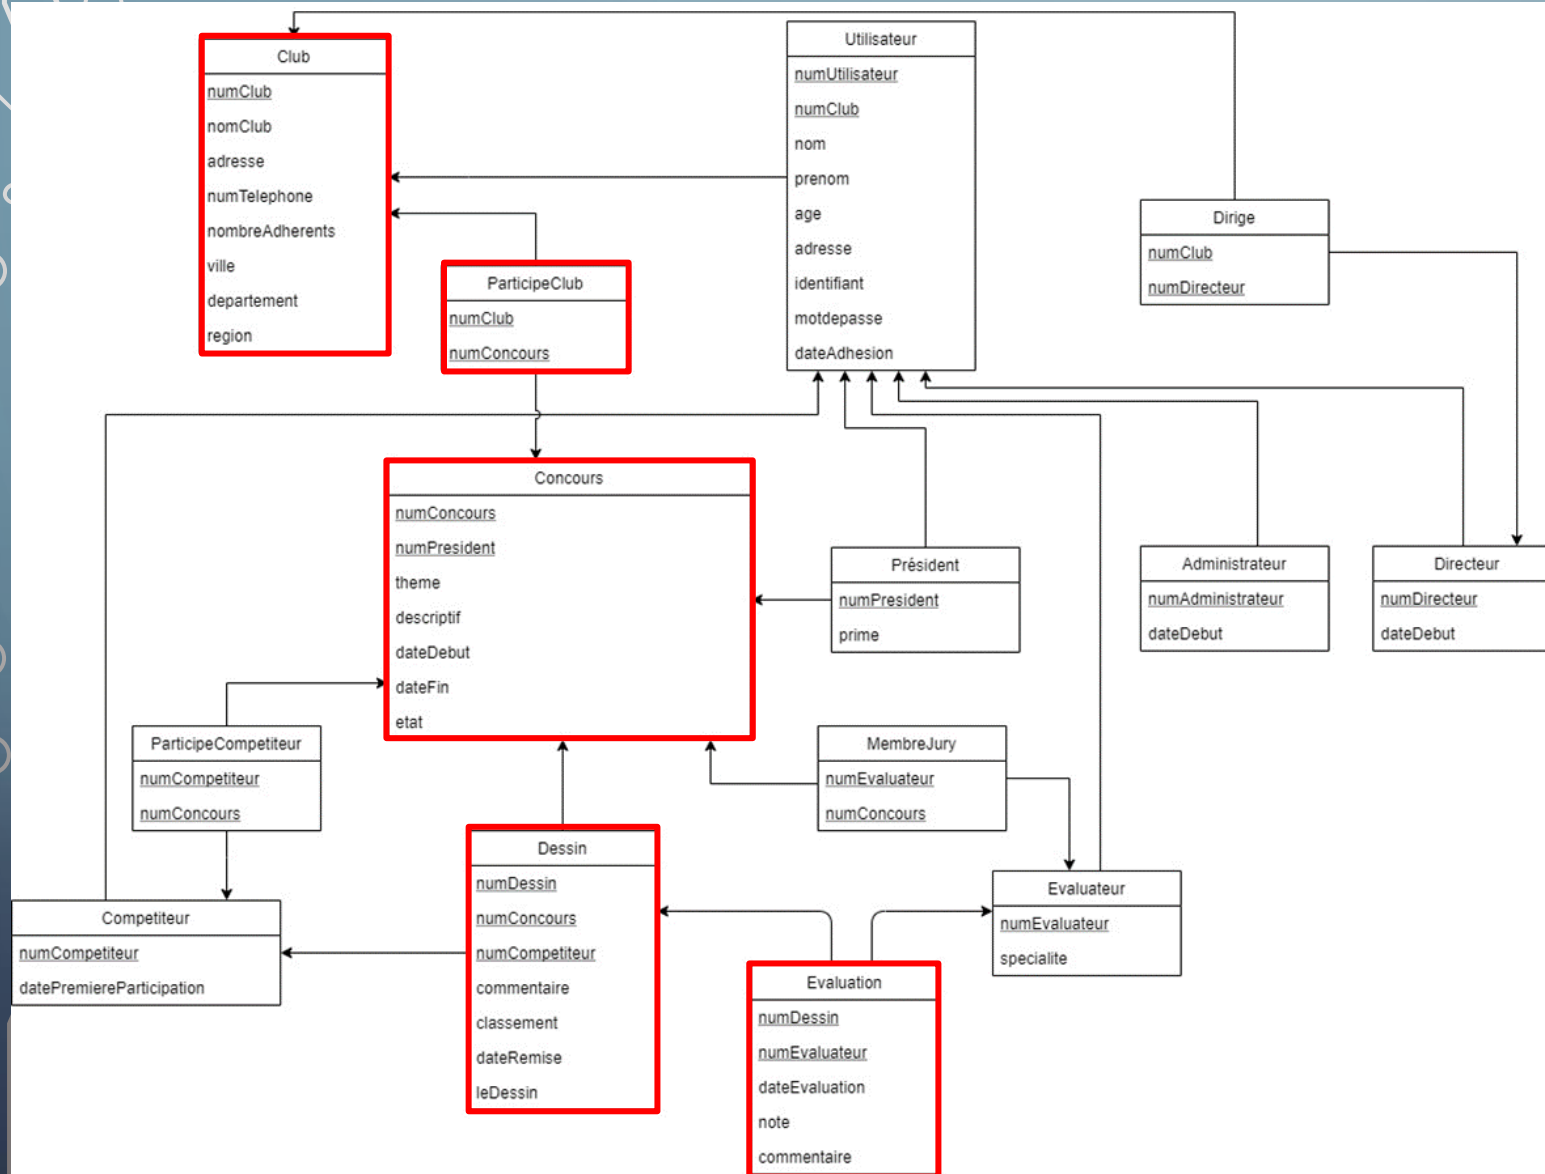 Club
numClub
nomClub
adresse
numTelephone
nombreAdherents
ville
departement
region
Utilisateur
numUtilisateur
numClub
nom
prenom
age
adresse
identifiant
motdepasse
dateAdhesion
Dirige
numClub
numDirecteur
ParticipeClub
numClub
numConcours
Concours
numConcours
numPresident
theme
descriptif
dateDebut
dateFin
etat
Président
numPresident
prime
Administrateur
numAdministrateur
dateDebut
Directeur
numDirecteur
dateDebut
ParticipeCompetiteur
numCompetiteur
numConcours
MembreJury
numEvaluateur
numConcours
Competiteur
numCompetiteur
datePremiereParticipation
Dessin
numDessin
numConcours
numCompetiteur
commentaire
classement
dateRemise
leDessin
Evaluateur
numEvaluateur
specialite
Evaluation
numDessin
numEvaluateur
dateEvaluation
note
commentaire